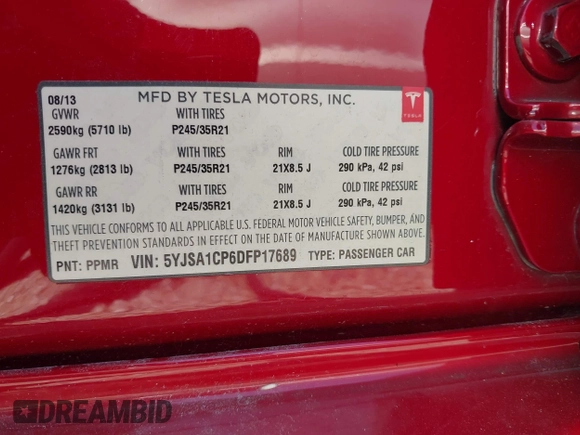 08/13 MFD BY TESLA MOTORS, INC.
GVWR WITH TIRES
TESLA
2590kg (5710 lb) P245/35R21
GAWR FRT WITH TIRES RIM COLD TIRE PRESSURE
1276kg (2813 lb) P245/35R21 21X8.5 J 290 kPa, 42 psi
GAWR RR WITH TIRES RIM COLD TIRE PRESSURE
1420kg (3131 lb) P245/35R21 21X8.5 J 290 kPa, 42 psi
THIS VEHICLE CONFORMS TO ALL APPLICABLE U.S. FEDERAL MOTOR VEHICLE SAFETY, BUMPER, AND
THEFT PREVENTION STANDARDS IN EFFECT ON THE DATE OF MANUFACTURE SHOWN ABOVE.
PNT: PPMR VIN: 5YJSA1CP6DFP17689 TYPE: PASSENGER CAR
DREAMBID